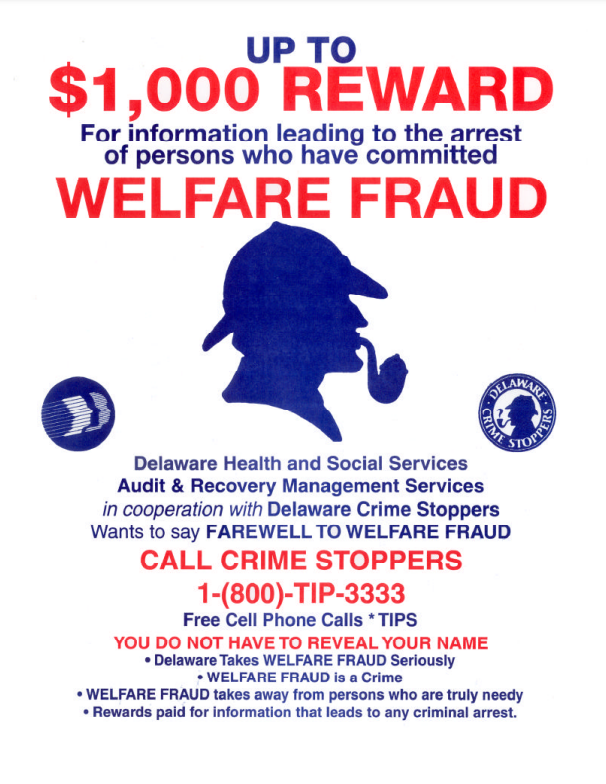 UP TO
$1,000 REWARD
For information leading to the arrest
of persons who have committed
WELFARE FRAUD
DELAWARE
CRIME STOPPERS
Delaware Health and Social Services
Audit & Recovery Management Services
in cooperation with Delaware Crime Stoppers
Wants to say FAREWELL TO WELFARE FRAUD
CALL CRIME STOPPERS
1-(800)-TIP-3333
Free Cell Phone Calls * TIPS
YOU DO NOT HAVE TO REVEAL YOUR NAME
• Delaware Takes WELFARE FRAUD Seriously
• WELFARE FRAUD is a Crime
• WELFARE FRAUD takes away from persons who are truly needy
• Rewards paid for information that leads to any criminal arrest.